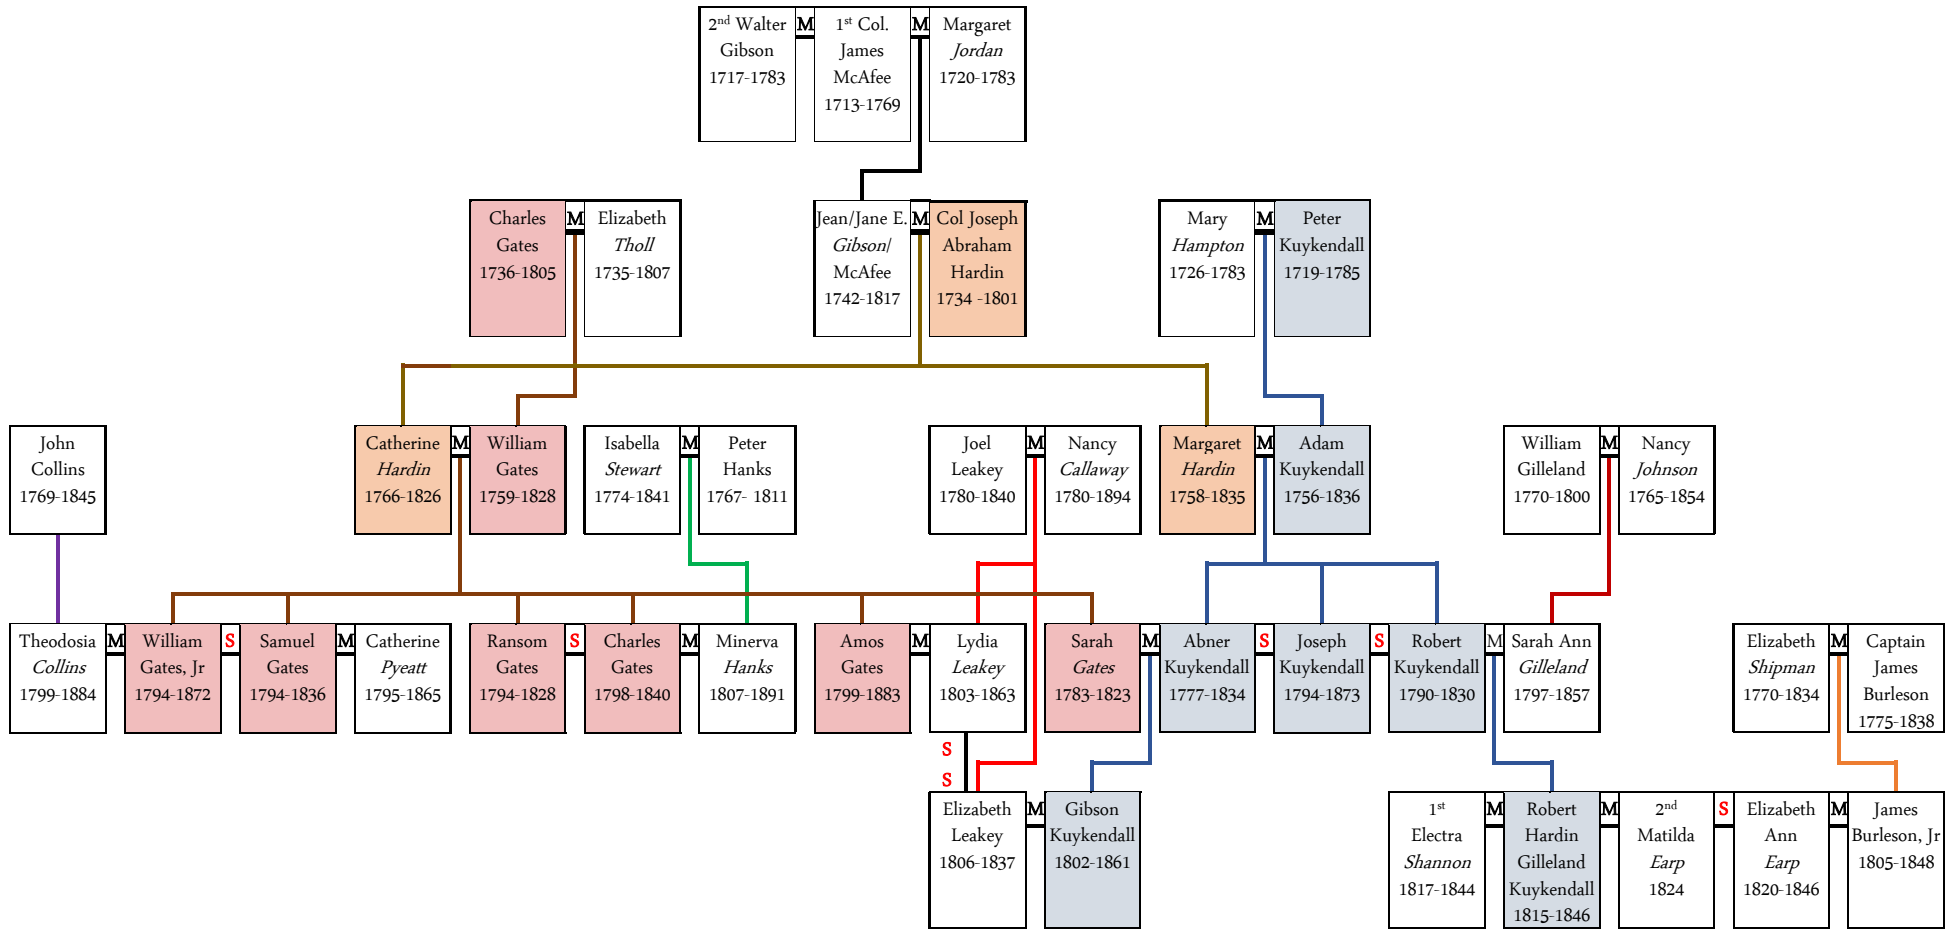 2nd Walter
Gibson
1717-1783
M
1st Col.
James
McAfee
1713-1769
M
Margaret
Jordan
1720-1783
Charles
Gates
1736-1805
M
Elizabeth
Tholl
1735-1807
Jean/Jane E.
Gibson/
McAfee
1742-1817
M
Col Joseph
Abraham
Hardin
1734 -1801
Mary
Hampton
1726-1783
M
Peter
Kuykendall
1719-1785
John
Collins
1769-1845
Catherine
Hardin
1766-1826
M
William
Gates
1759-1828
Isabella
Stewart
1774-1841
M
Peter
Hanks
1767- 1811
Joel
Leakey
1780-1840
M
Nancy
Callaway
1780-1894
Margaret
Hardin
1758-1835
M
Adam
Kuykendall
1756-1836
William
Gilleland
1770-1800
M
Nancy
Johnson
1765-1854
Theodosia
Collins
1799-1884
M
William
Gates, Jr
1794-1872
S
Samuel
Gates
1794-1836
M
Catherine
Pyeatt
1795-1865
Ransom
Gates
1794-1828
S
Charles
Gates
1798-1840
M
Minerva
Hanks
1807-1891
Amos
Gates
1799-1883
M
Lydia
Leakey
1803-1863
Sarah
Gates
1783-1823
M
Abner
Kuykendall
1777-1834
S
Joseph
Kuykendall
1794-1873
S
Robert
Kuykendall
1790-1830
M
Sarah Ann
Gilleland
1797-1857
Elizabeth
Shipman
1770-1834
M
Captain
James
Burleson
1775-1838
S
S
Elizabeth
Leakey
1806-1837
M
Gibson
Kuykendall
1802-1861
1st
Electra
Shannon
1817-1844
M
Robert
Hardin
Gilleland
Kuykendall
1815-1846
M
2nd
Matilda
Earp
1824
S
Elizabeth
Ann
Earp
1820-1846
M
James
Burleson, Jr
1805-1848